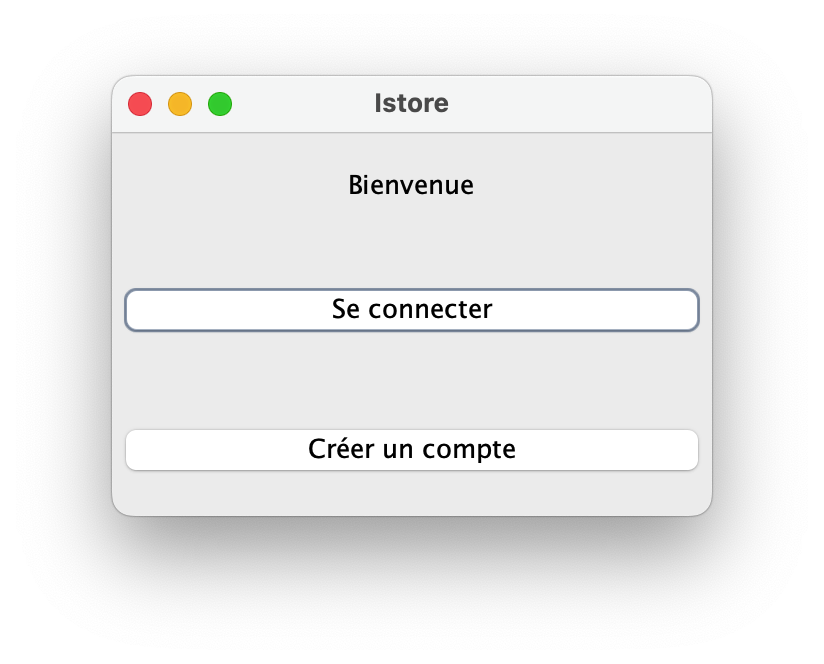 Istore
Bienvenue
Se connecter
Créer un compte